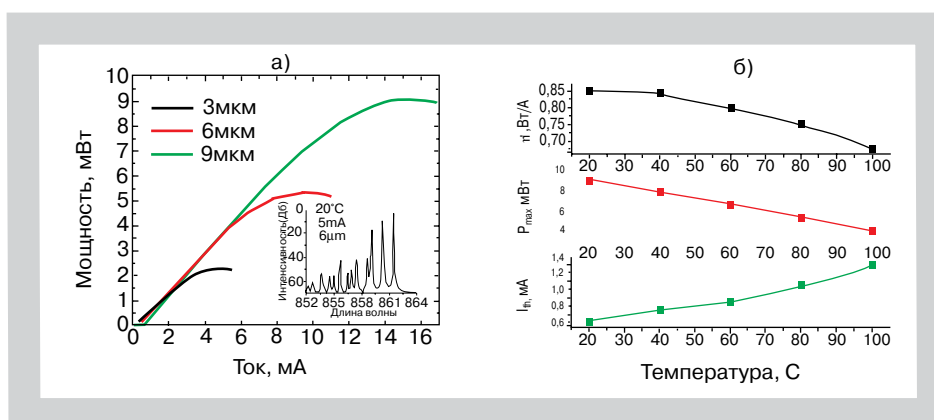 а)
Мощность, мВт
10
9
8
7
6
5
4
3
2
1
0
3мкм
6мкм
9мкм
0 2 4 6 8 10 12 14 16
Ток, мА
Интенсивность(Дб)
0
20
40
60
20°C
5mA
6μm
852 855 858 861 864
Длина волны
б)
η ,Вт/А
0,85
0,80
0,75
0,70
20 30 40 50 60 70 80 90 100
Pmax мВт
10
8
6
4
20 30 40 50 60 70 80 90 100
Ith, мА
1,4
1,2
1,0
0,8
0,6
20 30 40 50 60 70 80 90 100
Температура, С